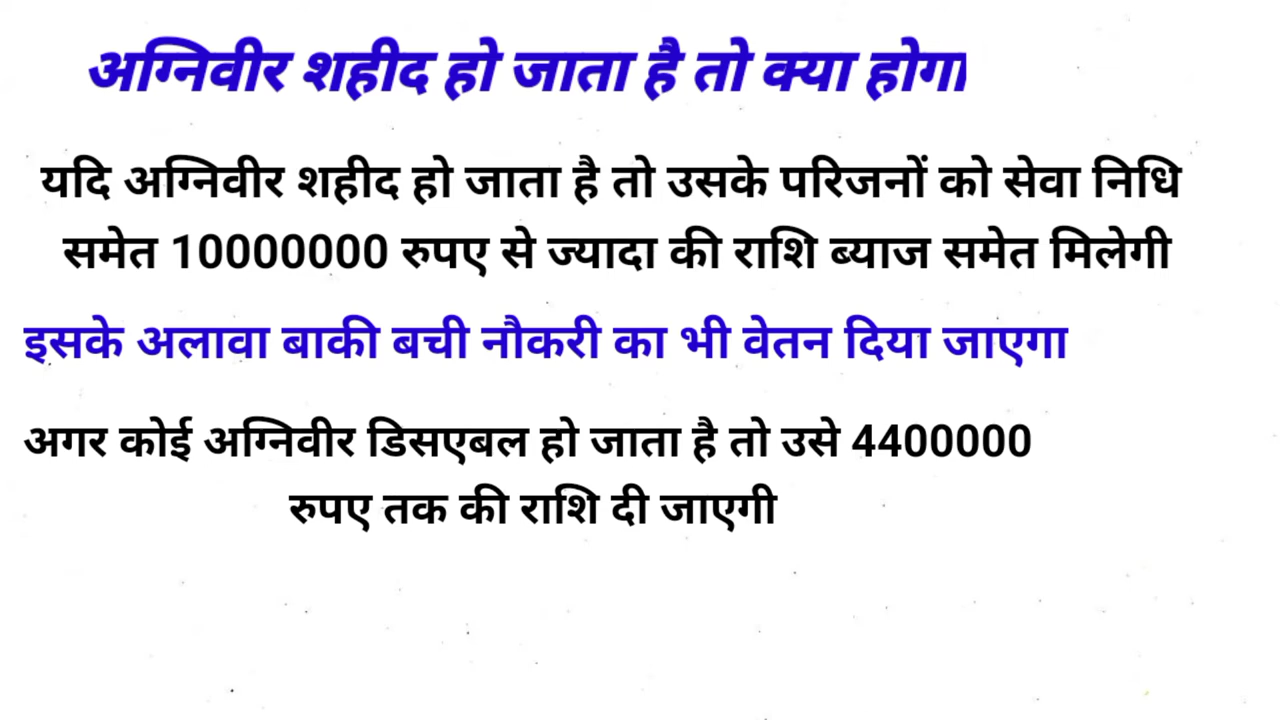 अग्निवीर शहीद हो जाता है तो क्या होगा
यदि अग्निवीर शहीद हो जाता है तो उसके परिजनों को सेवा निधि
समेत 10000000 रुपए से ज्यादा की राशि ब्याज समेत मिलेगी
इसके अलावा बाकी बची नौकरी का भी वेतन दिया जाएगा
अगर कोई अग्निवीर डिसएबल हो जाता है तो उसे 4400000
रुपए तक की राशि दी जाएगी